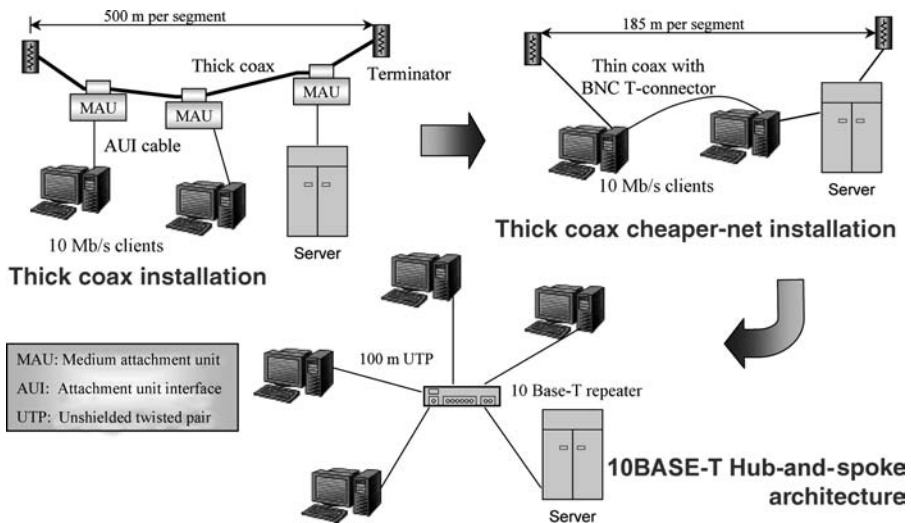 500 m per segment
Thick coax
Terminator
MAU
MAU
MAU
AUI cable
10 Mb/s clients
Server
Thick coax installation
185 m per segment
Thin coax with
BNC T-connector
10 Mb/s clients
Server
Thick coax cheaper-net installation
MAU: Medium attachment unit
AUI: Attachment unit interface
UTP: Unshielded twisted pair
100 m UTP
10 Base-T repeater
Server
10BASE-T Hub-and-spoke
architecture